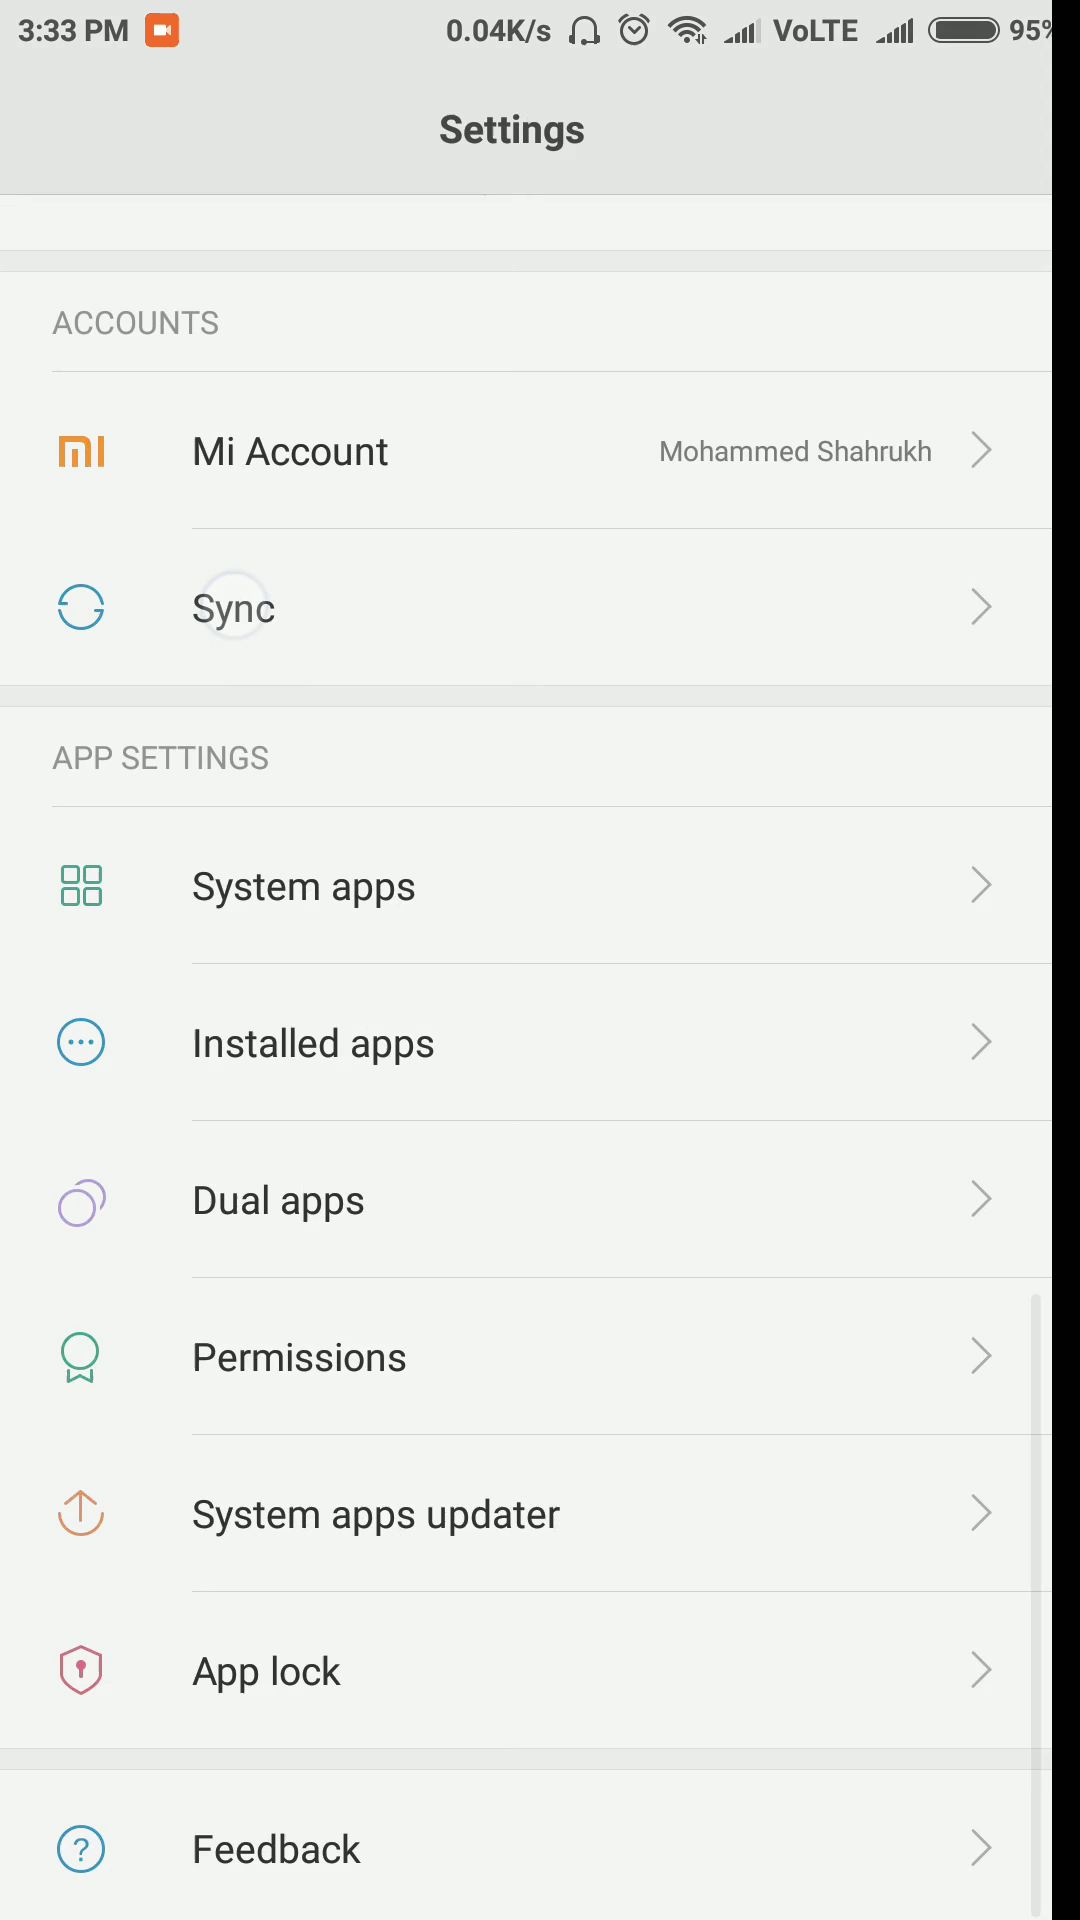 3:33 PM 0.04K/s VoLTE 95%
Settings
ACCOUNTS
Mi Account Mohammed Shahrukh
Sync
APP SETTINGS
System apps
Installed apps
Dual apps
Permissions
System apps updater
App lock
Feedback